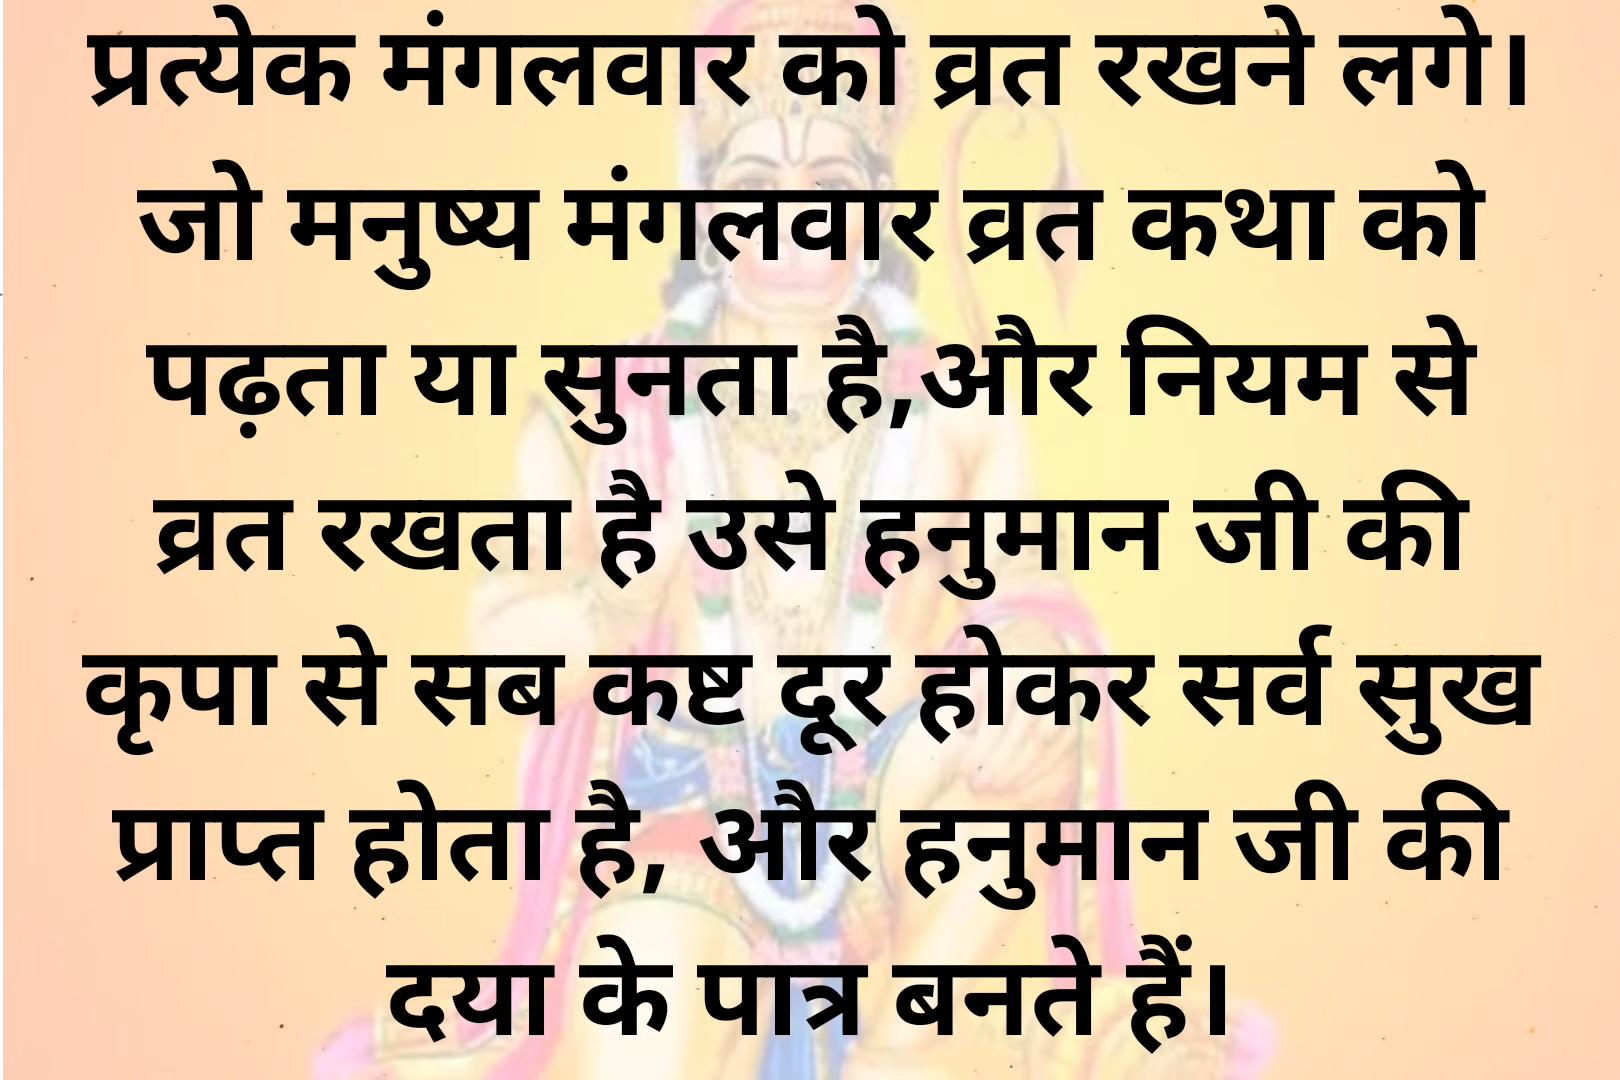 प्रत्येक मंगलवार को व्रत रखने लगे।
जो मनुष्य मंगलवार व्रत कथा को
पढ़ता या सुनता है,और नियम से
व्रत रखता है उसे हनुमान जी की
कृपा से सब कष्ट दूर होकर सर्व सुख
प्राप्त होता है, और हनुमान जी की
दया के पात्र बनते हैं।